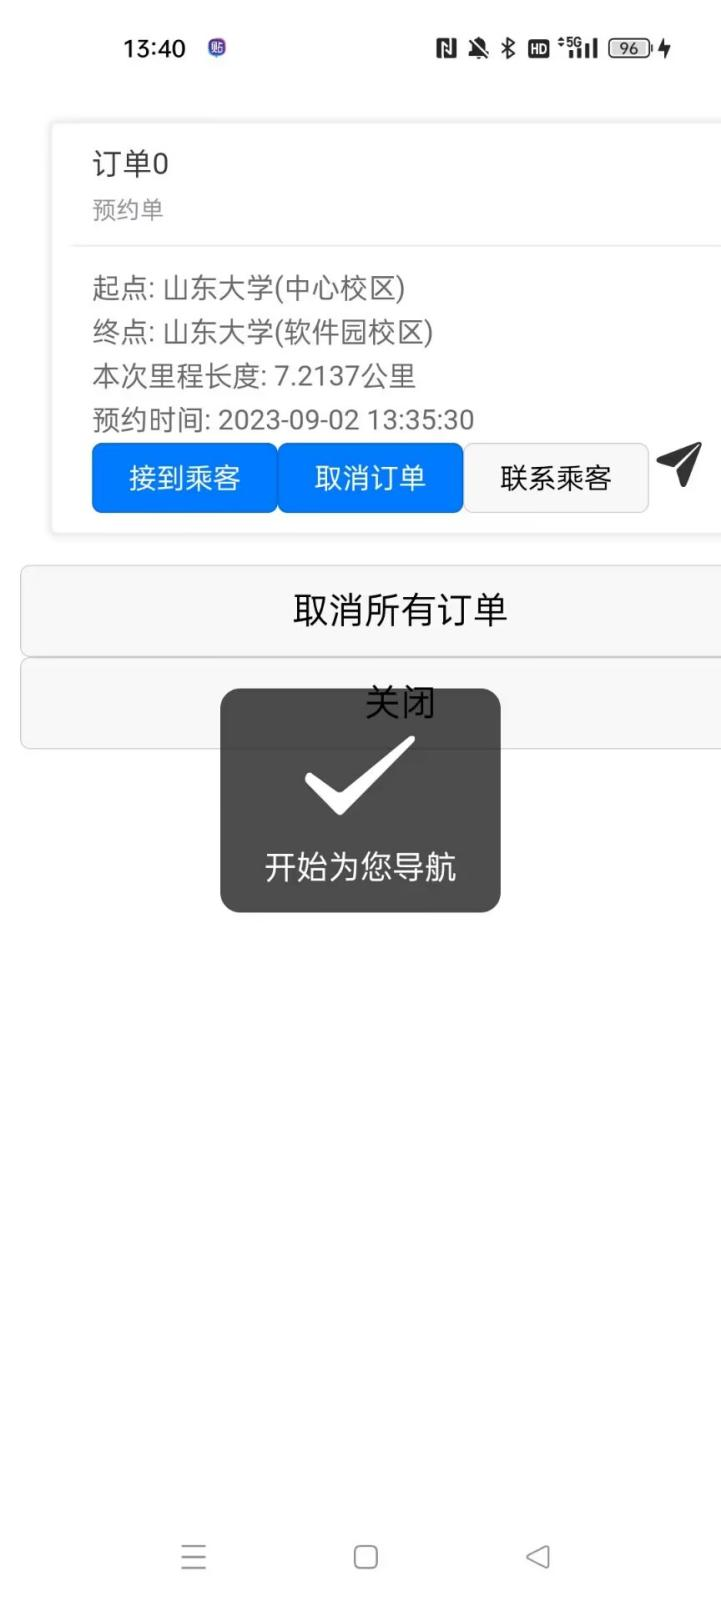 13:40 贴 HD 5G 96
订单0
预约单
起点: 山东大学(中心校区)
终点: 山东大学(软件园校区)
本次里程长度: 7.2137公里
预约时间: 2023-09-02 13:35:30
接到乘客 取消订单 联系乘客
取消所有订单
关闭
开始为您导航